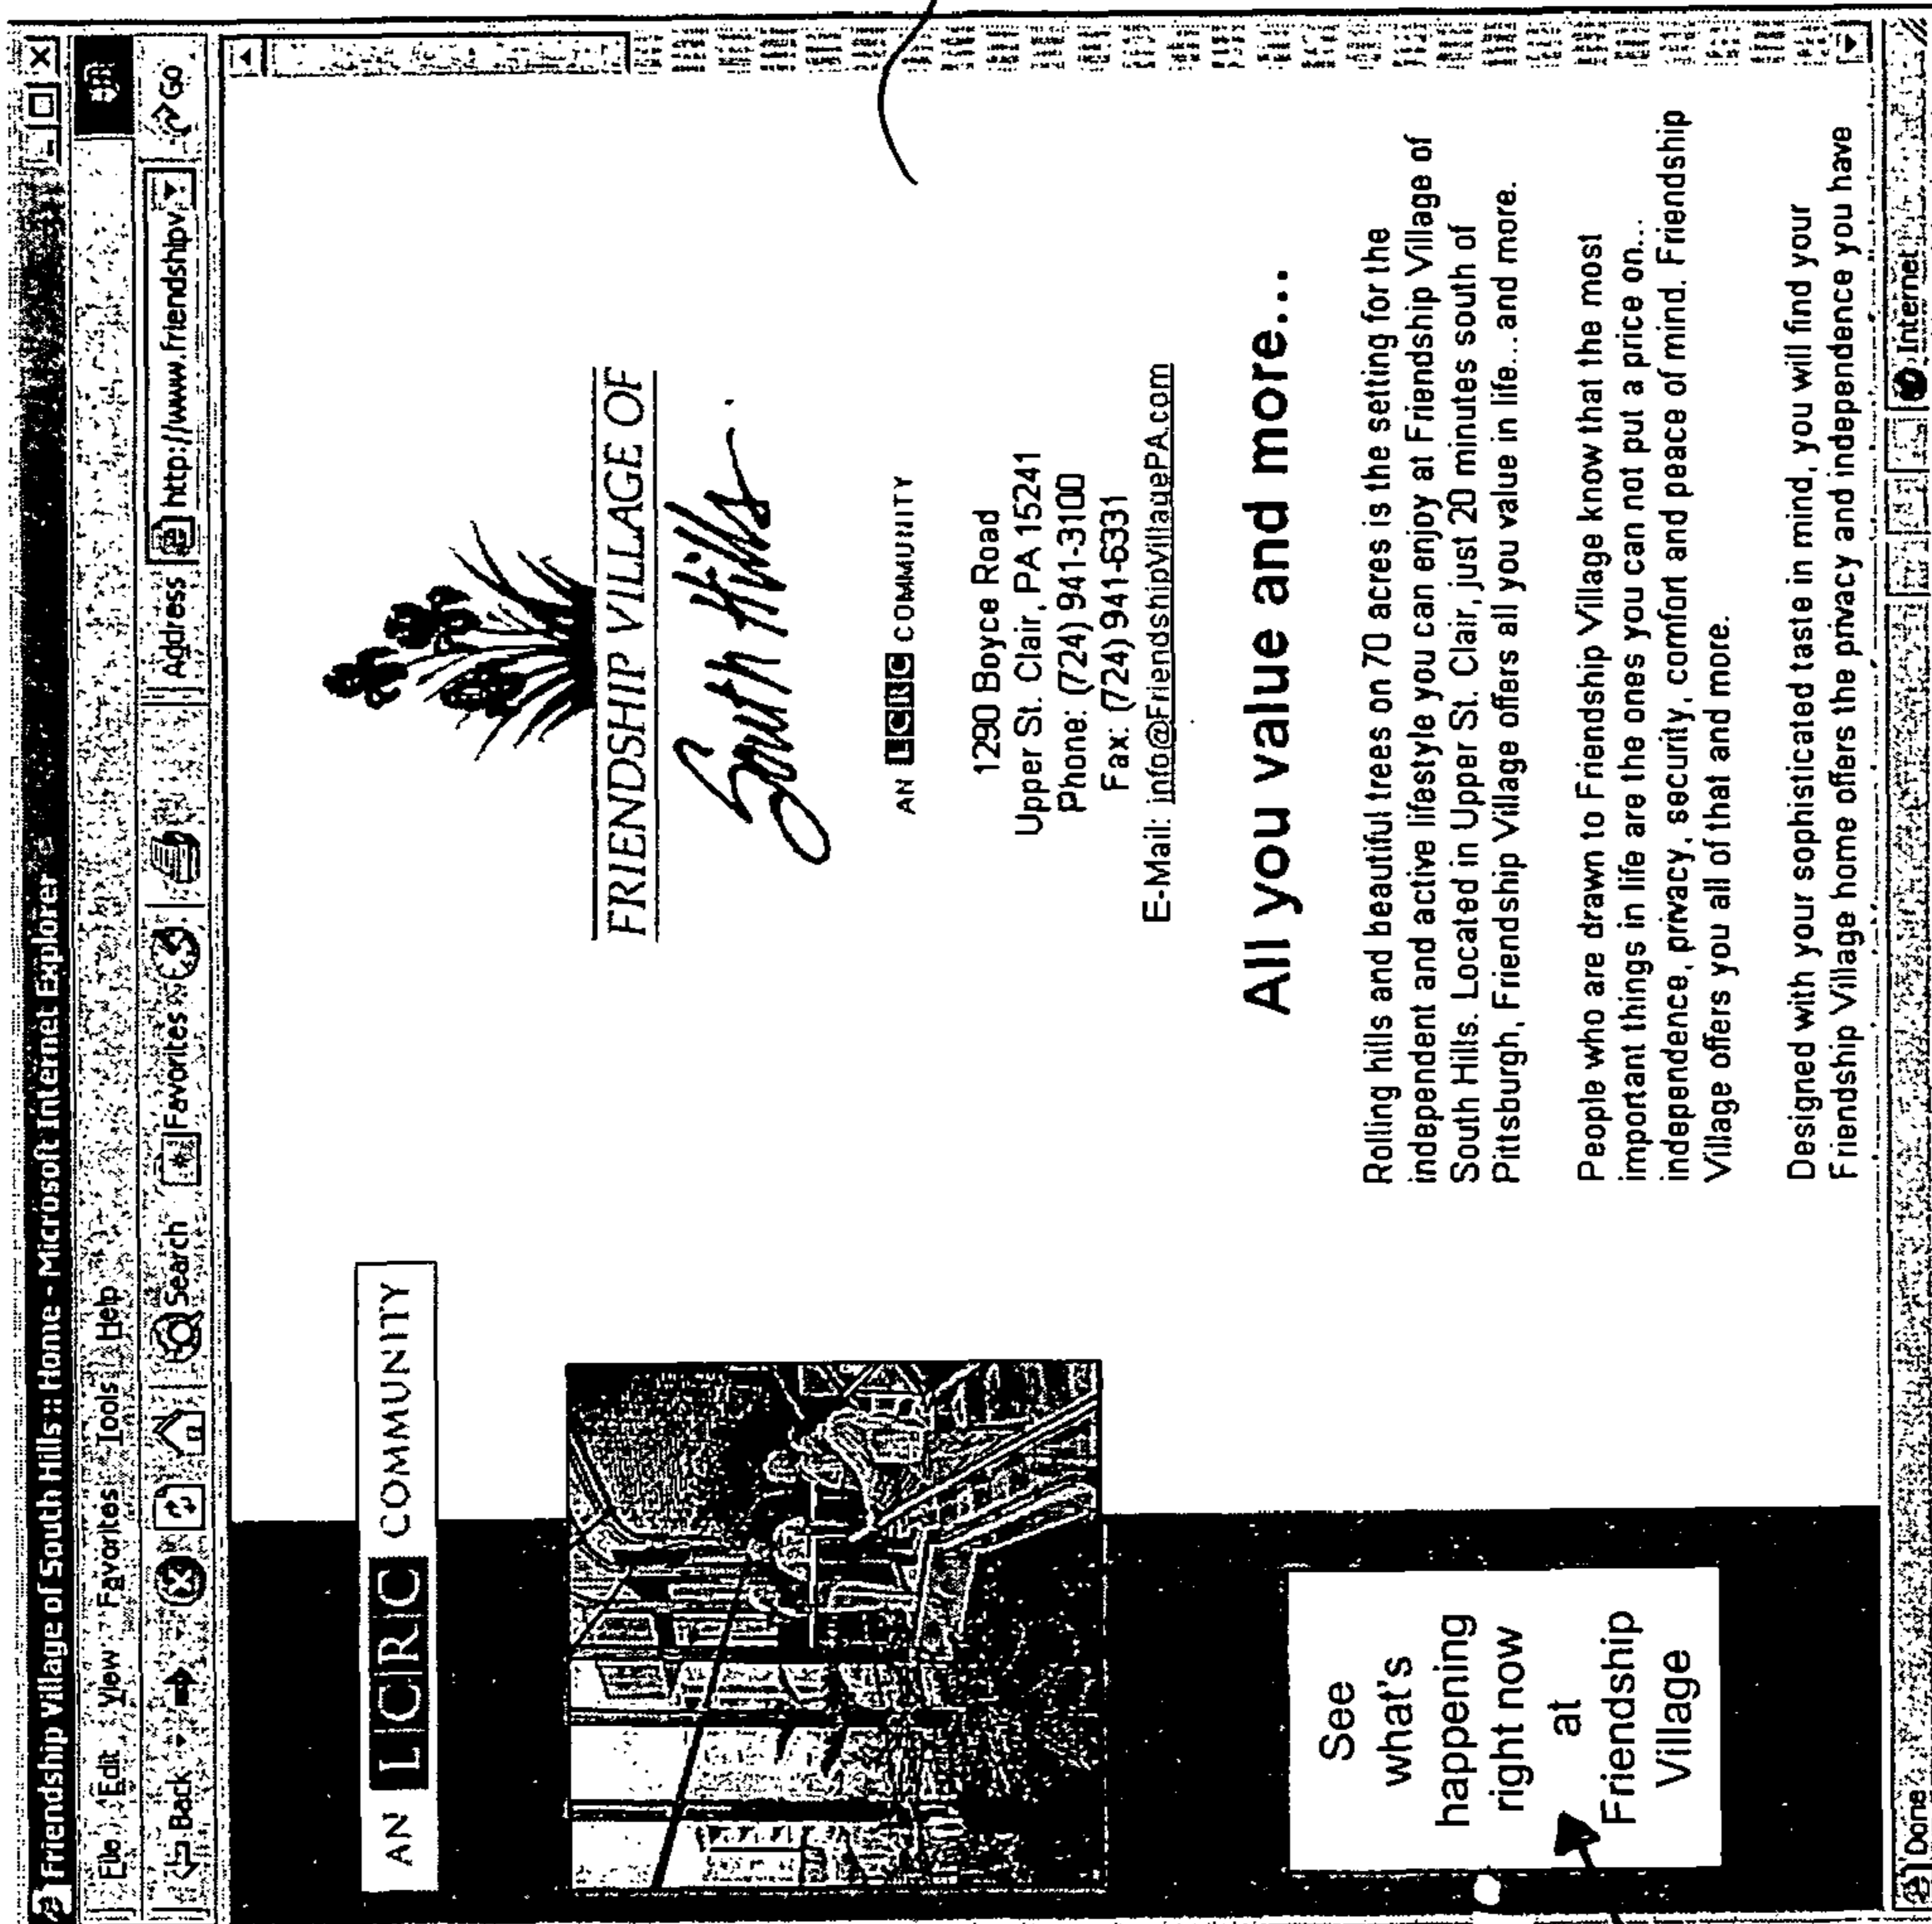 Friendship Village of South Hills :: Home - Microsoft Internet Explorer
File Edit View Favorites Tools Help
Back Search Favorites Address http://www.friendshipv Go
AN LCRC COMMUNITY
See
what's
happening
right now
at
Friendship
Village
FRIENDSHIP VILLAGE OF
South Hills
AN LCRC COMMUNITY
1290 Boyce Road
Upper St. Clair, PA 15241
Phone: (724) 941-3100
Fax: (724) 941-6331
E-Mail: info@FriendshipVillagePA.com
All you value and more...
Rolling hills and beautiful trees on 70 acres is the setting for the
independent and active lifestyle you can enjoy at Friendship Village of
South Hills. Located in Upper St. Clair, just 20 minutes south of
Pittsburgh, Friendship Village offers all you value in life...and more.
People who are drawn to Friendship Village know that the most
important things in life are the ones you can not put a price on...
independence, privacy, security, comfort and peace of mind. Friendship
Village offers you all of that and more.
Designed with your sophisticated taste in mind, you will find your
Friendship Village home offers the privacy and independence you have
Done Internet